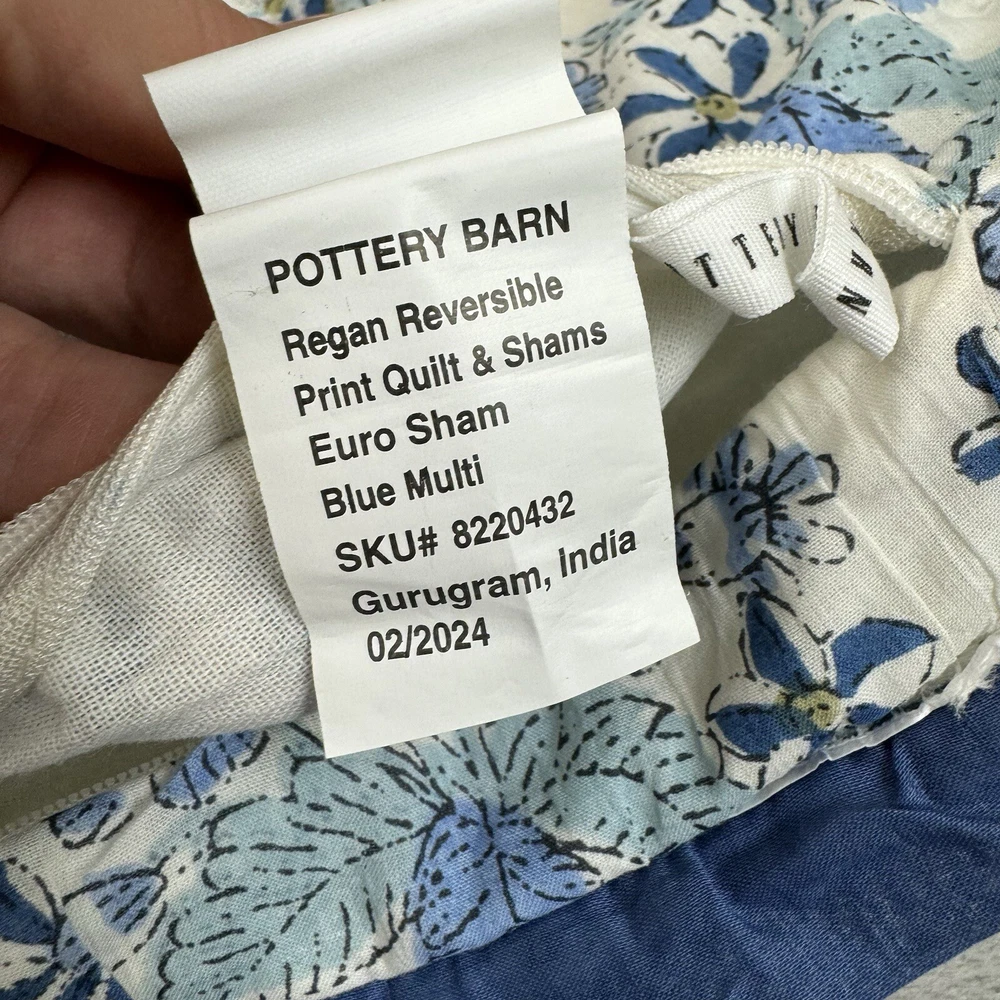 POTTERY BARN
Regan Reversible
Print Quilt & Shams
Euro Sham
Blue Multi
SKU# 8220432
Gurugram, India
02/2024